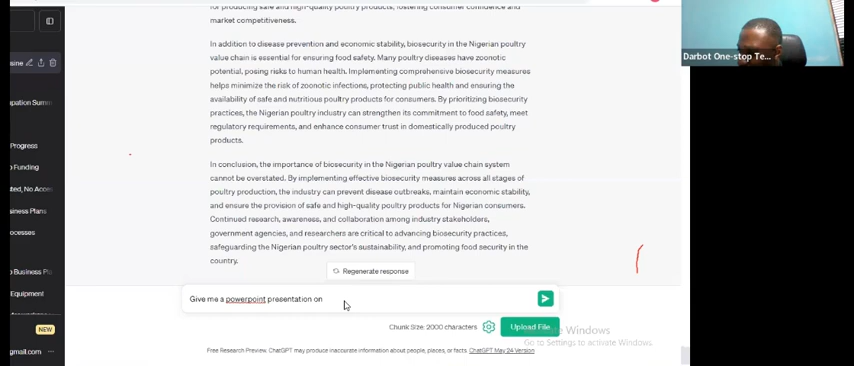 for producing safe and high-quality poultry products, fostering consumer confidence and
market competitiveness.
In addition to disease prevention and economic stability, biosecurity in the Nigerian poultry
value chain is essential for ensuring food safety. Many poultry diseases have zoonotic
potential, posing risks to human health. Implementing comprehensive biosecurity measures
helps minimize the risk of zoonotic infections, protecting public health and ensuring the
availability of safe and nutritious poultry products for consumers. By prioritizing biosecurity
practices, the Nigerian poultry industry can strengthen its commitment to food safety, meet
regulatory requirements, and enhance consumer trust in domestically produced poultry
products.
In conclusion, the importance of biosecurity in the Nigerian poultry value chain system
cannot be overstated. By implementing effective biosecurity measures across all stages of
poultry production, the industry can prevent disease outbreaks, maintain economic stability,
and ensure the provision of safe and high-quality poultry products for Nigerian consumers.
Continued research, awareness, and collaboration among industry stakeholders,
government agencies, and researchers are critical to advancing biosecurity practices,
safeguarding the Nigerian poultry sector's sustainability, and promoting food security in the
country.
Regenerate response
Give me a powerpoint presentation on
Chunk Size: 2000 characters
Upload File
Free Research Preview. ChatGPT may produce inaccurate information about people, places, or facts. ChatGPT May 24 Version
Windows
Go to Settings to activate Windows.
Darbot One-stop Te...
sine
ipation Summ
Progress
o Funding
sted, No Acce
usiness Plans
ocesses
o Business Pla
Equipment
NEW
gmail.com ...